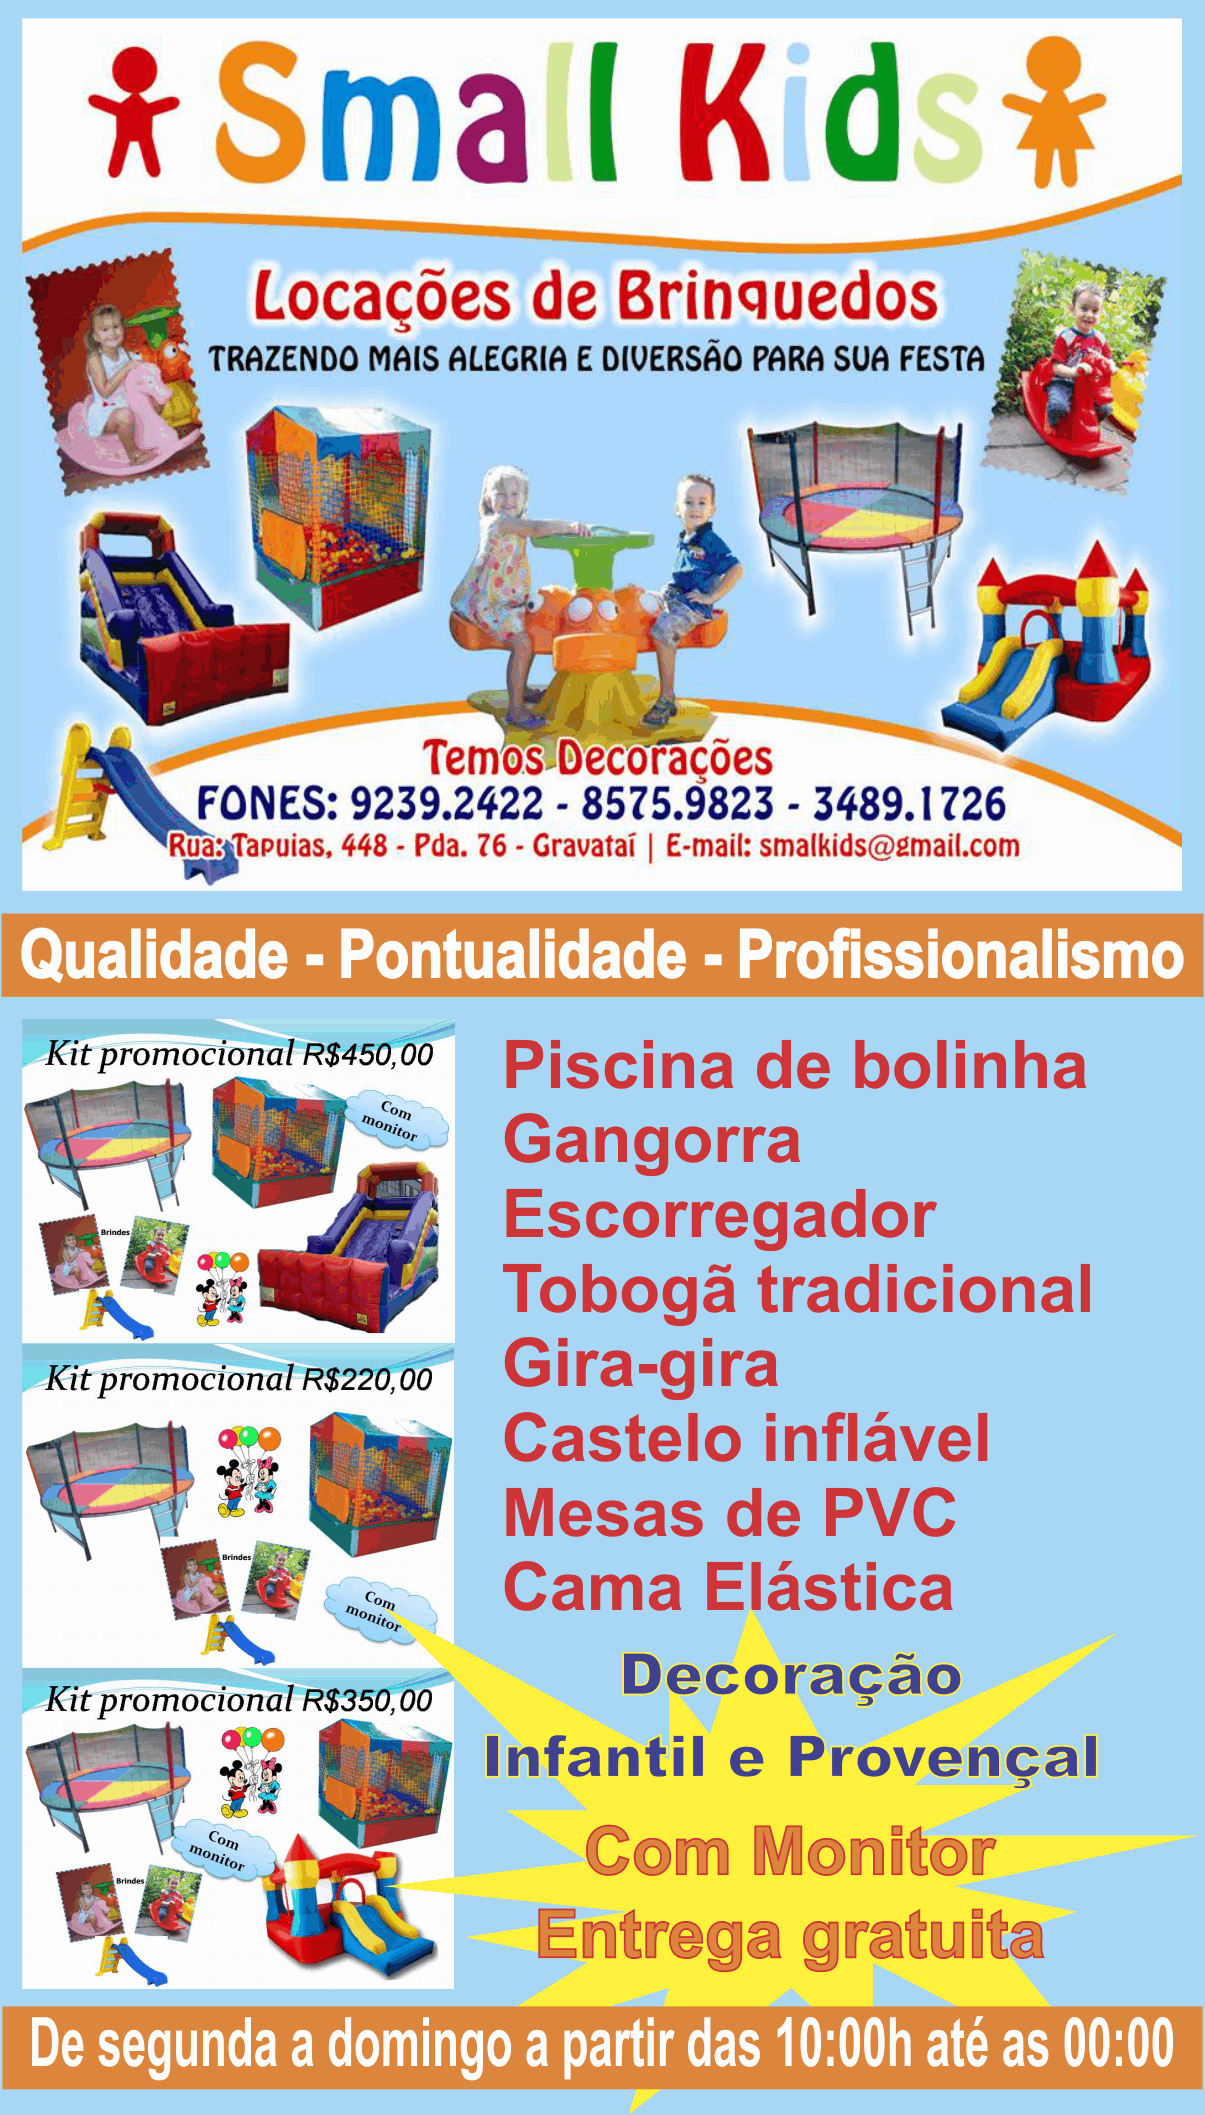 Small Kids
Locações de Brinquedos
TRAZENDO MAIS ALEGRIA E DIVERSÃO PARA SUA FESTA
Temos Decorações
FONES: 9239.2422 - 8575.9823 - 3489.1726
Rua: Tapuias, 448 - Pda. 76 - Gravataí | E-mail: smalkids@gmail.com
Qualidade - Pontualidade - Profissionalismo
Kit promocional R$450,00
Com
monitor
Brindes
Kit promocional R$220,00
Brindes
Com
monitor
Kit promocional R$350,00
Com
monitor
Brindes
Piscina de bolinha
Gangorra
Escorregador
Tobogã tradicional
Gira-gira
Castelo inflável
Mesas de PVC
Cama Elástica
Decoração
Infantil e Provençal
Com Monitor
Entrega gratuita
De segunda a domingo a partir das 10:00h até as 00:00